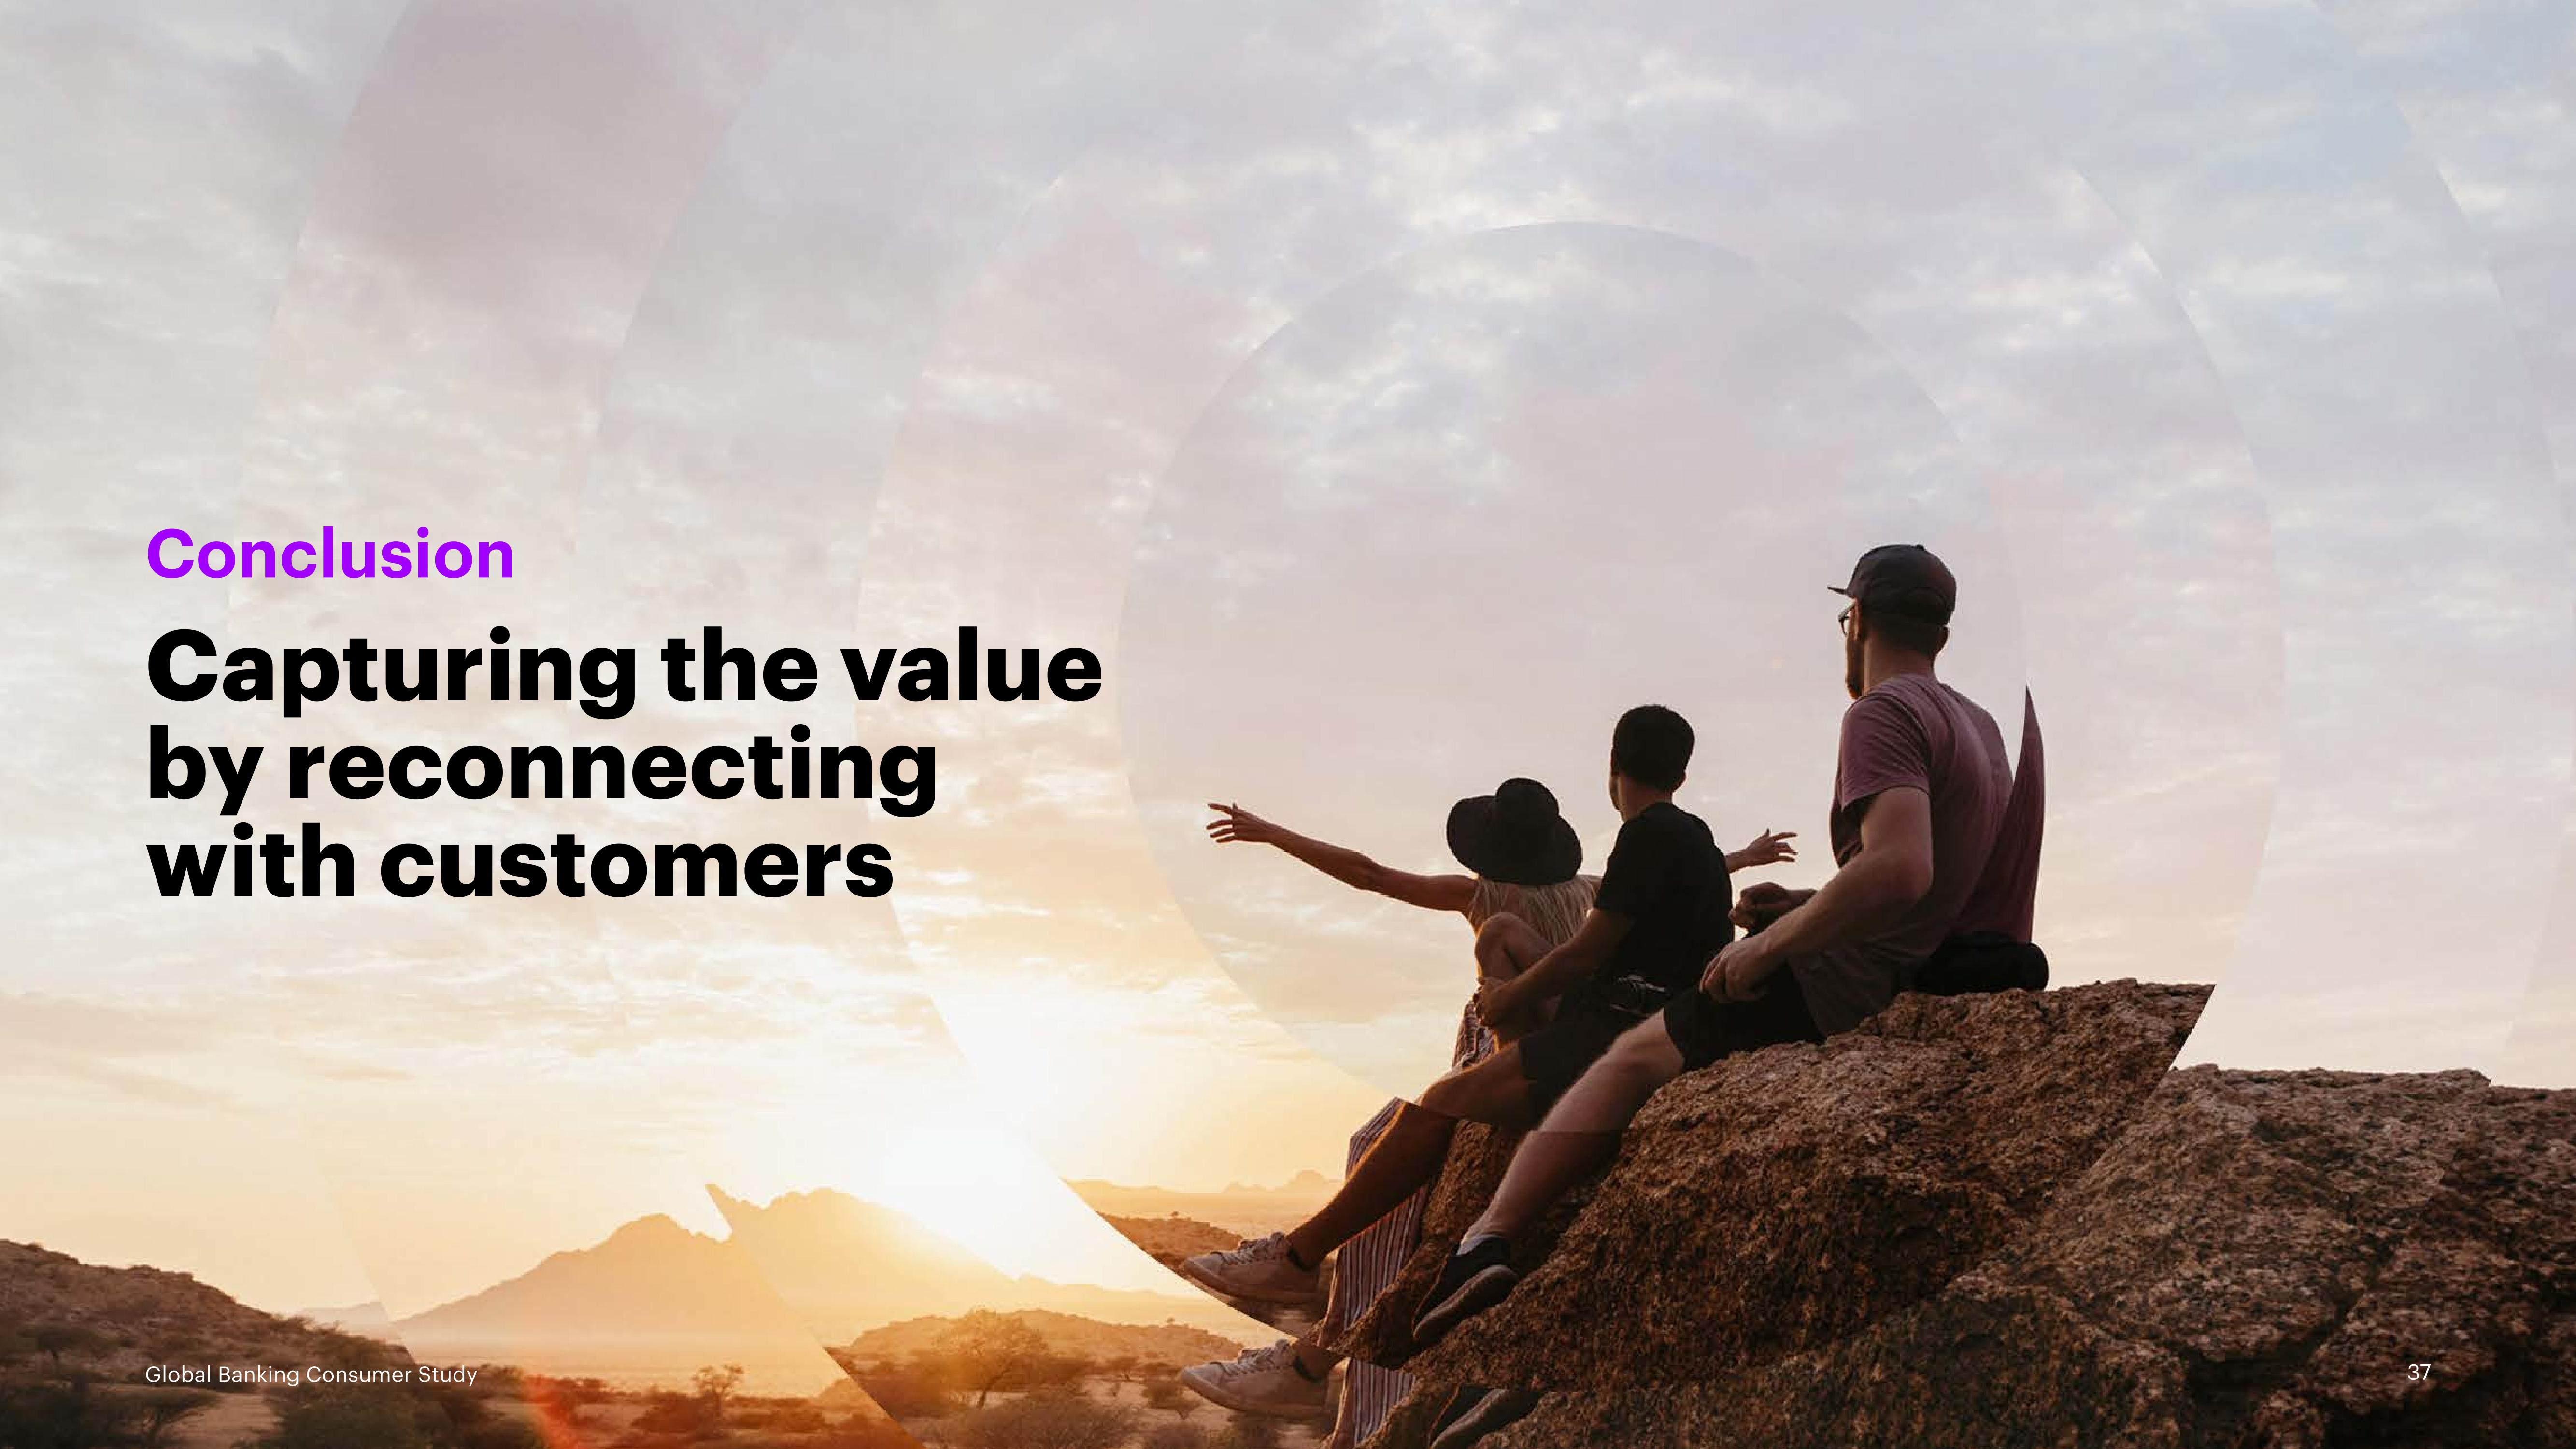 Conclusion
Capturing the value
by reconnecting
with customers
Global Banking Consumer Study
37